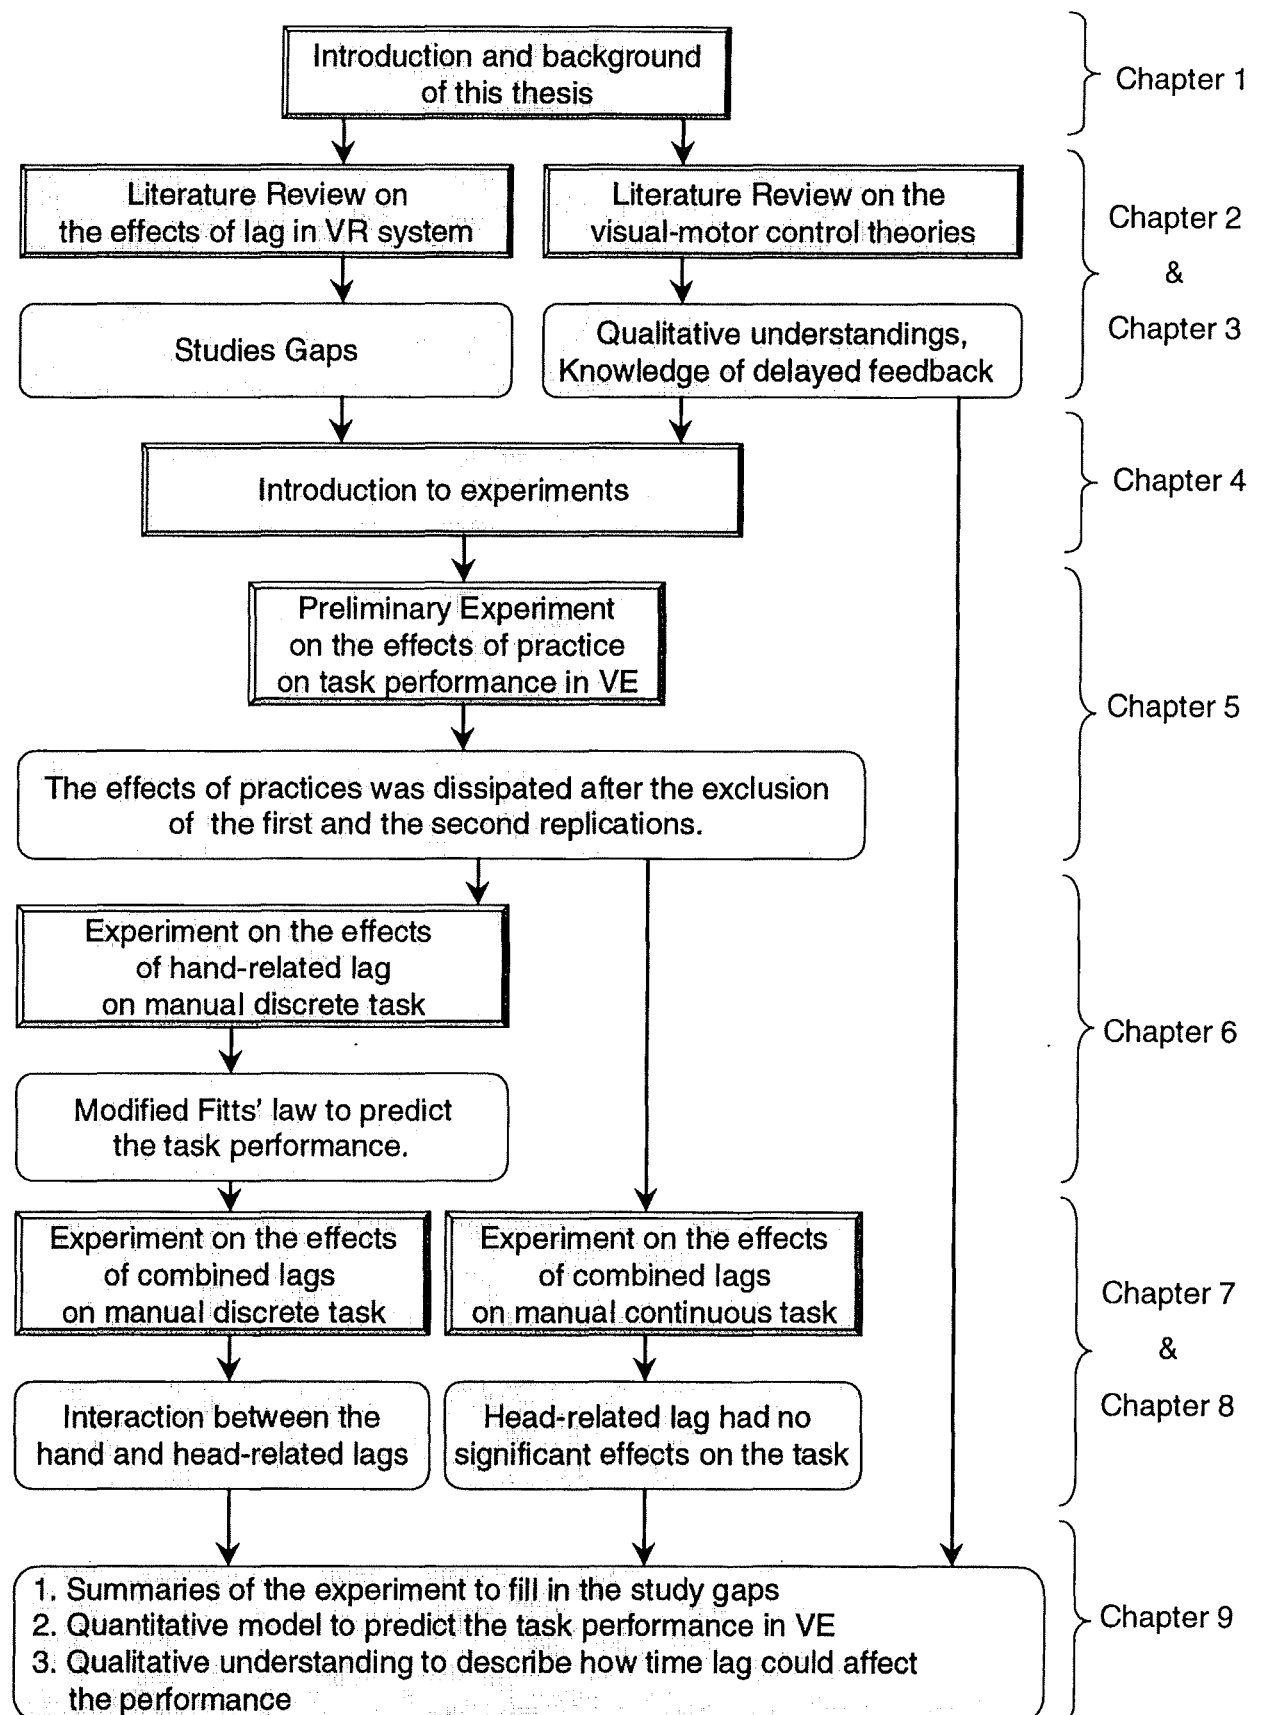 Introduction and background
of this thesis
Chapter 1
Literature Review on
the effects of lag in VR system
Literature Review on the
visual-motor control theories
Chapter 2
&
Chapter 3
Studies Gaps
Qualitative understandings,
Knowledge of delayed feedback
Introduction to experiments
Chapter 4
Preliminary Experiment
on the effects of practice
on task performance in VE
Chapter 5
The effects of practices was dissipated after the exclusion
of the first and the second replications.
Experiment on the effects
of hand-related lag
on manual discrete task
Chapter 6
Modified Fitts' law to predict
the task performance.
Experiment on the effects
of combined lags
on manual discrete task
Experiment on the effects
of combined lags
on manual continuous task
Chapter 7
&
Chapter 8
Interaction between the
hand and head-related lags
Head-related lag had no
significant effects on the task
1. Summaries of the experiment to fill in the study gaps
2. Quantitative model to predict the task performance in VE
3. Qualitative understanding to describe how time lag could affect
the performance
Chapter 9